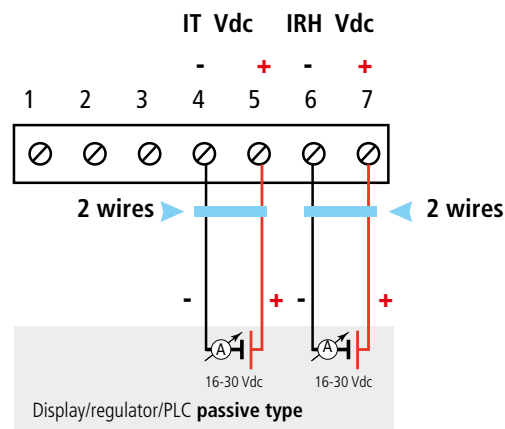 IT Vdc IRH Vdc
- + - +
1 2 3 4 5 6 7
2 wires 2 wires
- + - +
A A
16-30 Vdc 16-30 Vdc
Display/regulator/PLC passive type